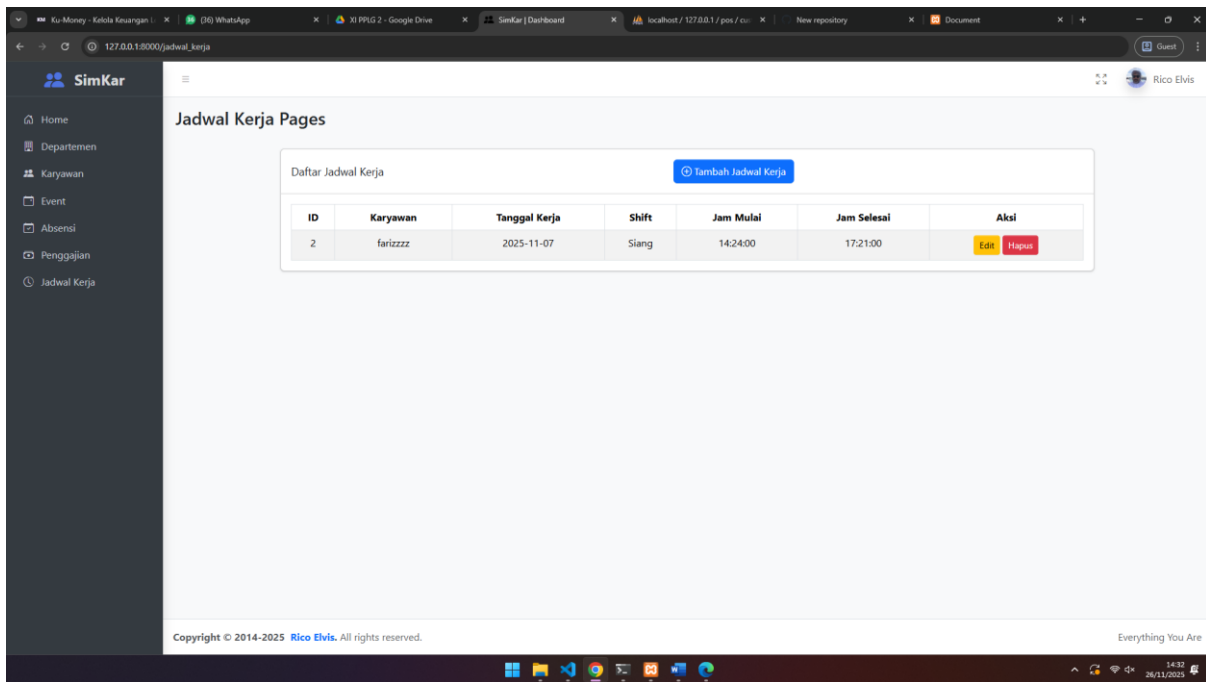 Ku-Money - Kelola Keuangan L
(36) WhatsApp
XI PPLG 2 - Google Drive
SimKar | Dashboard
localhost / 127.0.0.1 / pos / cu
New repository
Document
127.0.0.1:8000/jadwal_kerja
Guest
SimKar
Rico Elvis
Home
Departemen
Karyawan
Event
Absensi
Penggajian
Jadwal Kerja
Jadwal Kerja Pages
Daftar Jadwal Kerja
Tambah Jadwal Kerja
ID Karyawan Tanggal Kerja Shift Jam Mulai Jam Selesai Aksi
2 farizzzz 2025-11-07 Siang 14:24:00 17:21:00 Edit Hapus
Copyright © 2014-2025 Rico Elvis. All rights reserved.
Everything You Are
14:32
26/11/2025